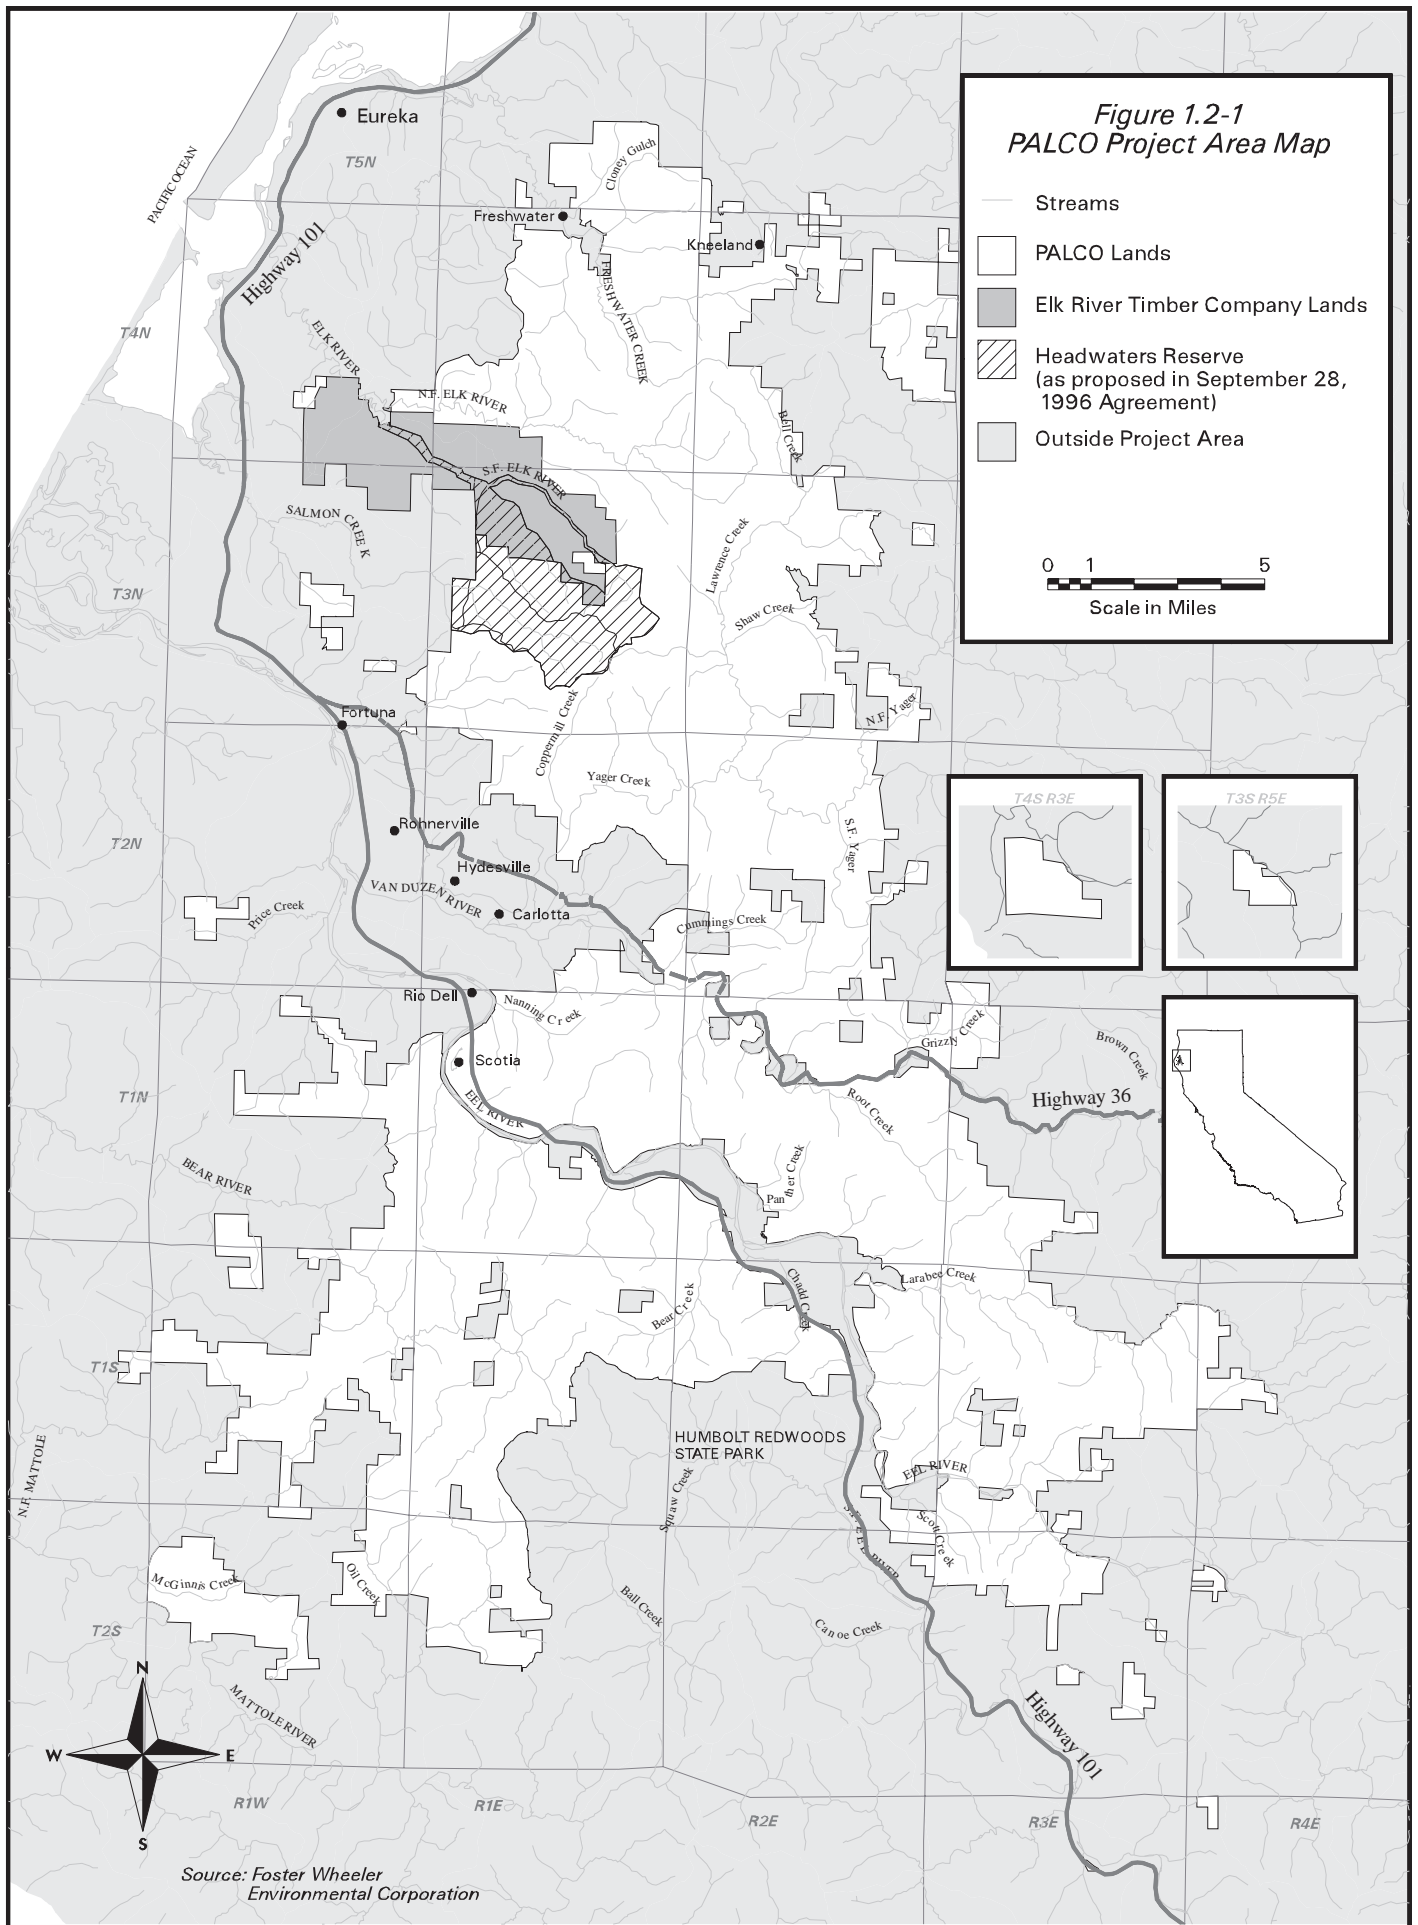 Figure 1.2-1
PALCO Project Area Map
Streams
PALCO Lands
Elk River Timber Company Lands
Headwaters Reserve
(as proposed in September 28,
1996 Agreement)
Outside Project Area
0 1 5
Scale in Miles
Eureka
T5N
PACIFIC OCEAN
Cloney Gulch
Freshwater
Kneeland
Highway 101
FRESHWATER CREEK
T4N
ELK RIVER
N.F. ELK RIVER
Bell Creek
S.F. ELK RIVER
SALMON CREEK
Lawrence Creek
T3N
Shaw Creek
N.F. Yager
Fortuna
Coppermill Creek
Yager Creek
T4S R3E
T3S R5E
Rohnerville
S.F. Yager
T2N
Hydesville
VAN DUZEN RIVER
Carlotta
Price Creek
Cummings Creek
Rio Dell
Nanning Creek
Grizzly Creek
Brown Creek
Scotia
T1N
EEL RIVER
Root Creek
Highway 36
BEAR RIVER
Panther Creek
Larabee Creek
Chadd Creek
Bear Creek
T1S
HUMBOLT REDWOODS
STATE PARK
N.F. MATTOLE
Squaw Creek
EEL RIVER
S.F. EEL RIVER
Scott Creek
McGinnis Creek
Oil Creek
Ball Creek
Canoe Creek
T2S
N
W
E
S
MATTOLE RIVER
Highway 101
R1W
R1E
R2E
R3E
R4E
Source: Foster Wheeler
Environmental Corporation